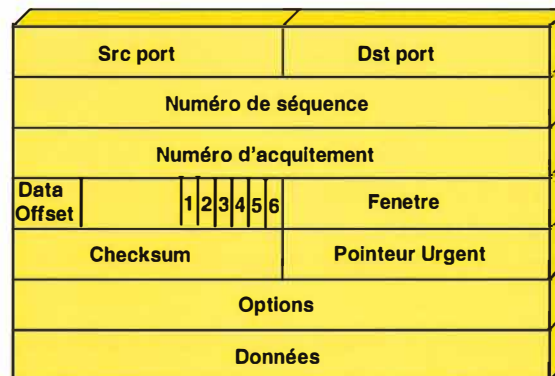 Src port
Dst port
Numéro de séquence
Numéro d'acquitement
Data
Offset
1 2 3 4 5 6
Fenetre
Checksum
Pointeur Urgent
Options
Données